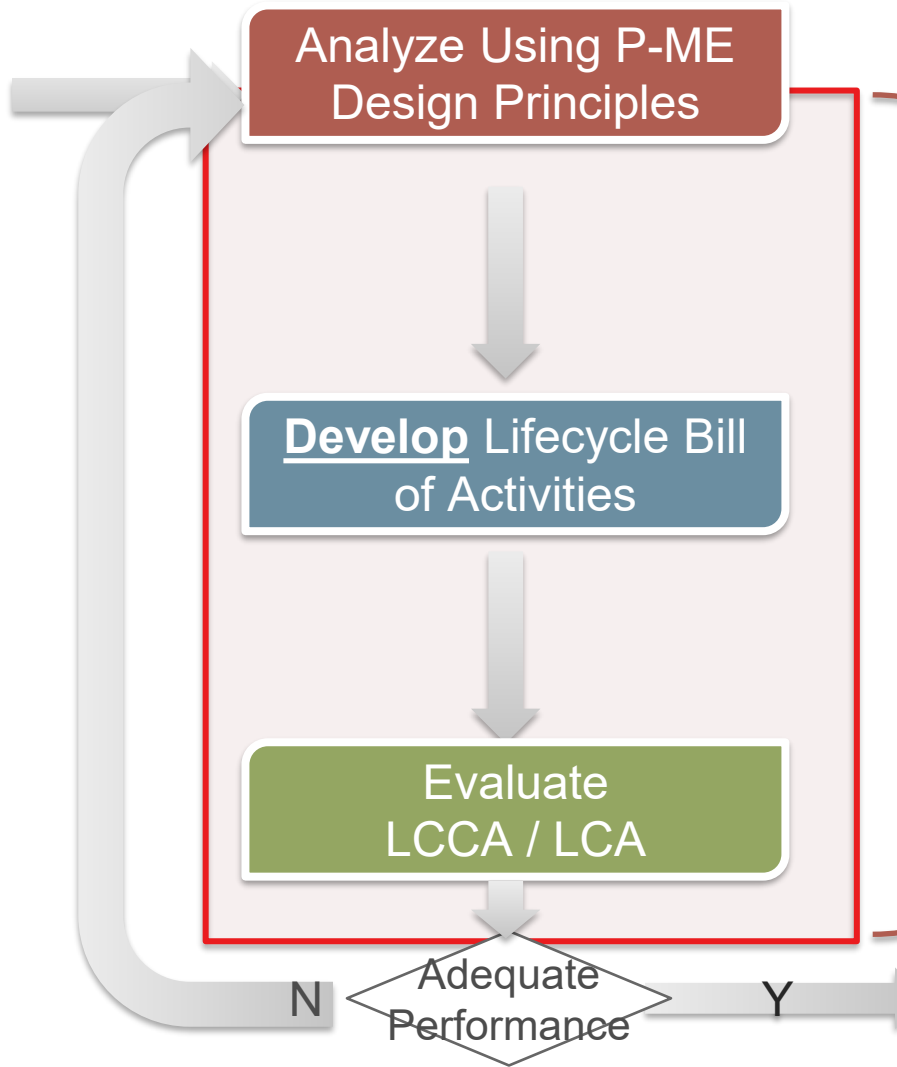 Analyze Using P-ME
Design Principles
Develop Lifecycle Bill
of Activities
Evaluate
LCCA / LCA
Adequate
Performance
N
Y